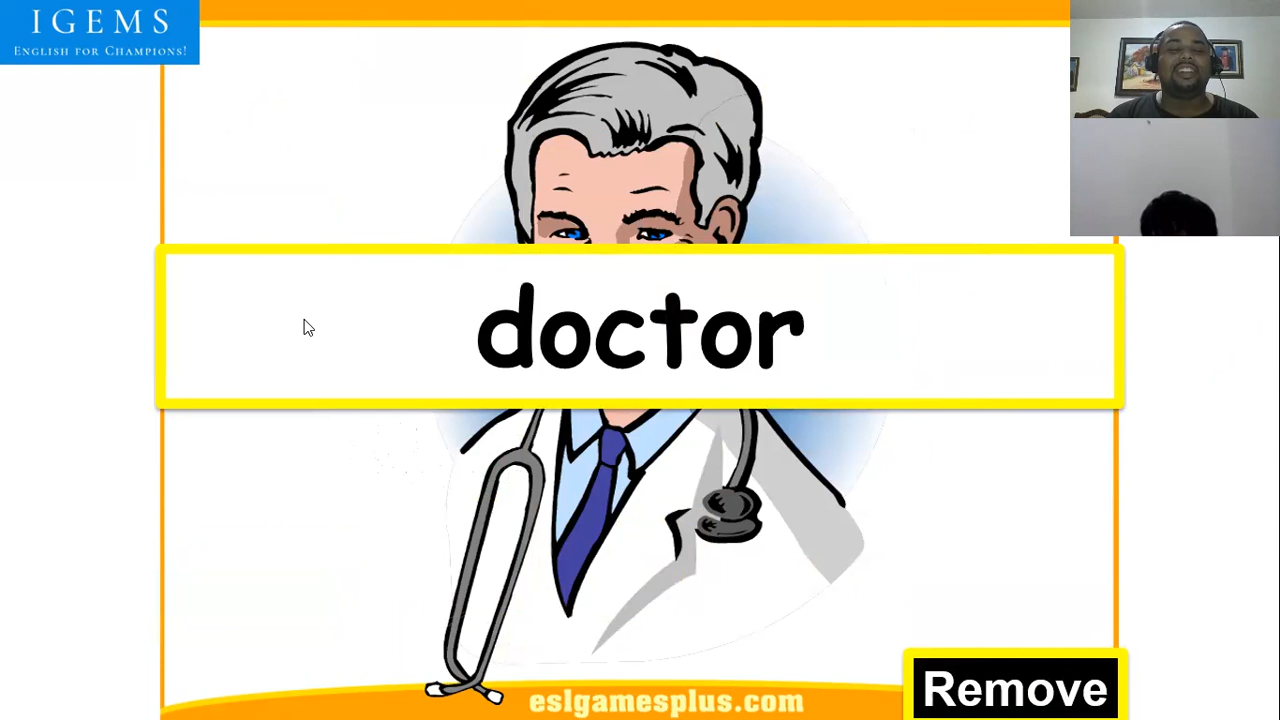 IGEMS
ENGLISH FOR CHAMPIONS!
doctor
eslgamesplus.com
Remove